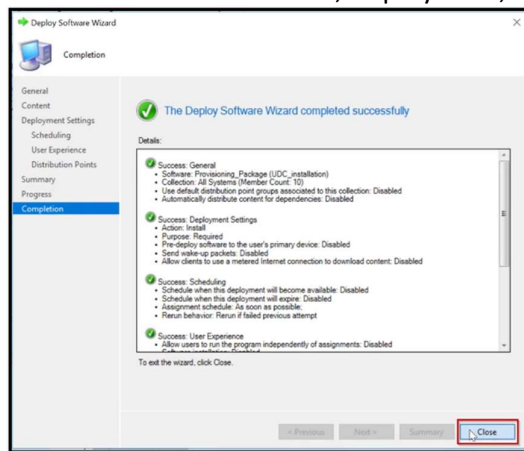 Deploy Software Wizard
Completion
General
Content
Deployment Settings
Scheduling
User Experience
Distribution Points
Summary
Progress
Completion
The Deploy Software Wizard completed successfully
Details:
Success: General
• Software: Provisioning_Package (UDC_installation)
• Collection: All Systems (Member Count: 10)
• Use default distribution point groups associated to this collection: Disabled
• Automatically distribute content for dependencies: Disabled
Success: Deployment Settings
• Action: Install
• Purpose: Required
• Pre-deploy software to the user's primary device: Disabled
• Send wake-up packets: Disabled
• Allow clients to use a metered Internet connection to download content: Disabled
Success: Scheduling
• Schedule when this deployment will become available: Disabled
• Schedule when this deployment will expire: Disabled
• Assignment schedule: As soon as possible;
• Rerun behavior: Rerun if failed previous attempt
Success: User Experience
• Allow users to run the program independently of assignments: Disabled
To exit the wizard, click Close.
< Previous
Next >
Summary
Close